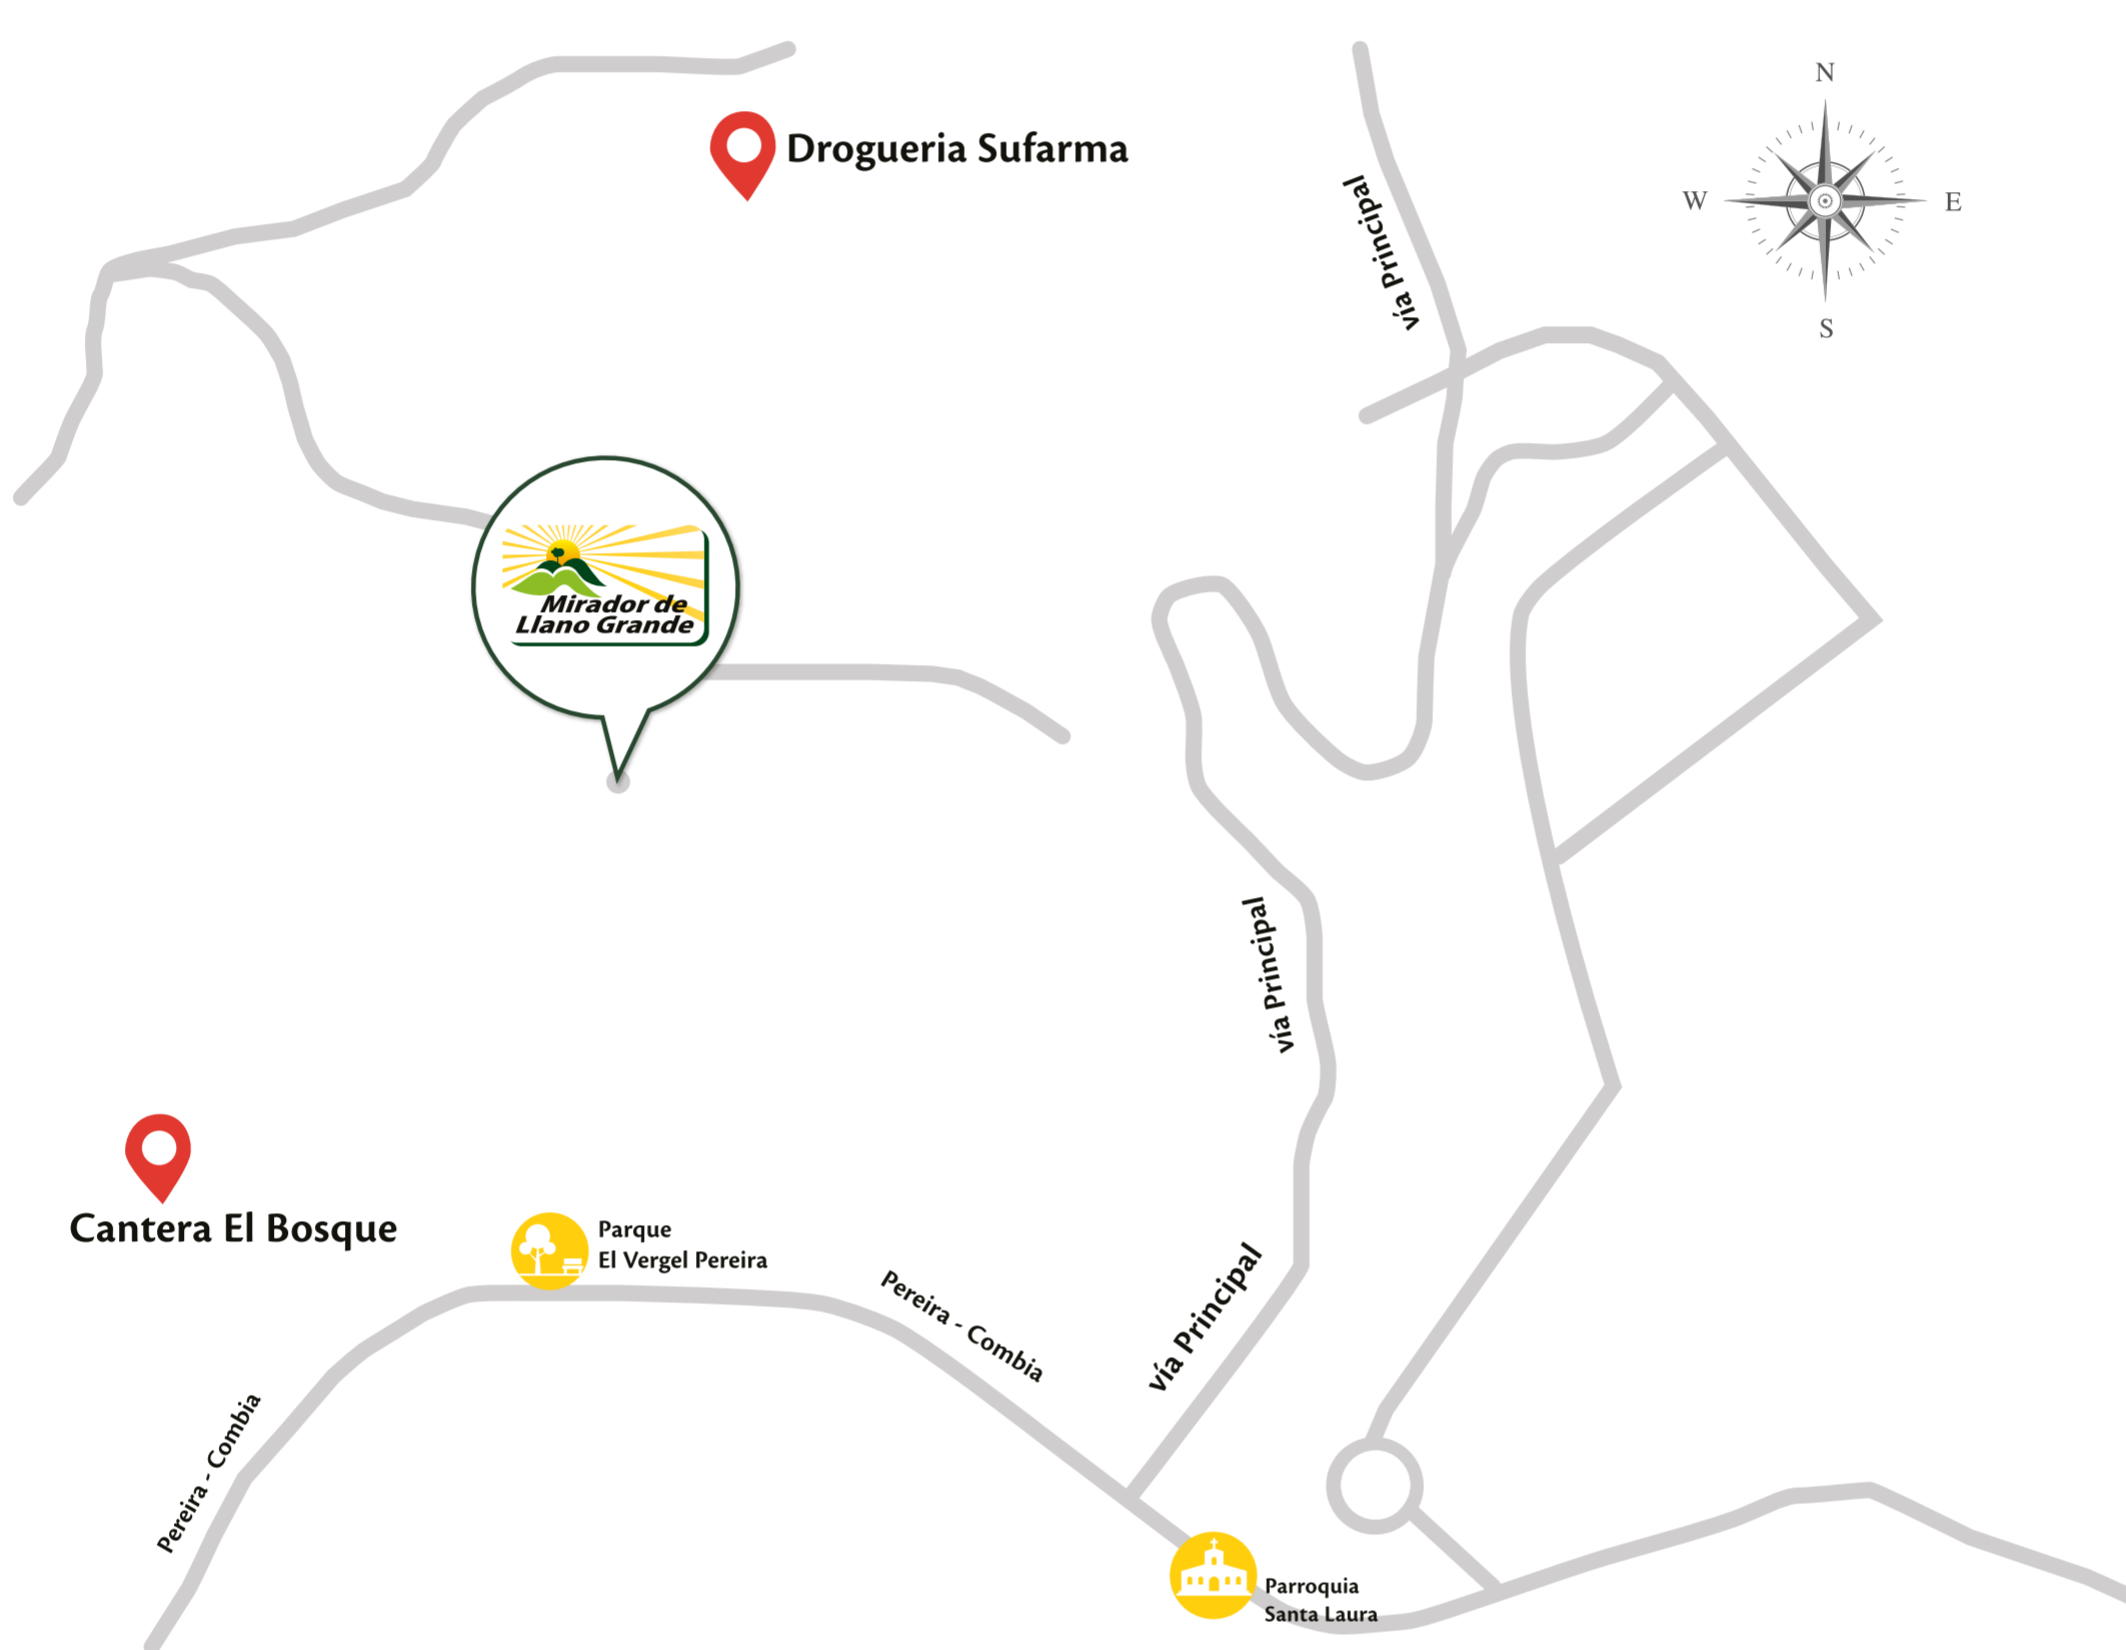 N
Drogueria Sufarma
vía Principal
W
E
S
Mirador de
Llano Grande
vía Principal
Cantera El Bosque
Parque
El Vergel Pereira
vía Principal
Pereira - Combia
Pereira - Combia
Parroquia
Santa Laura